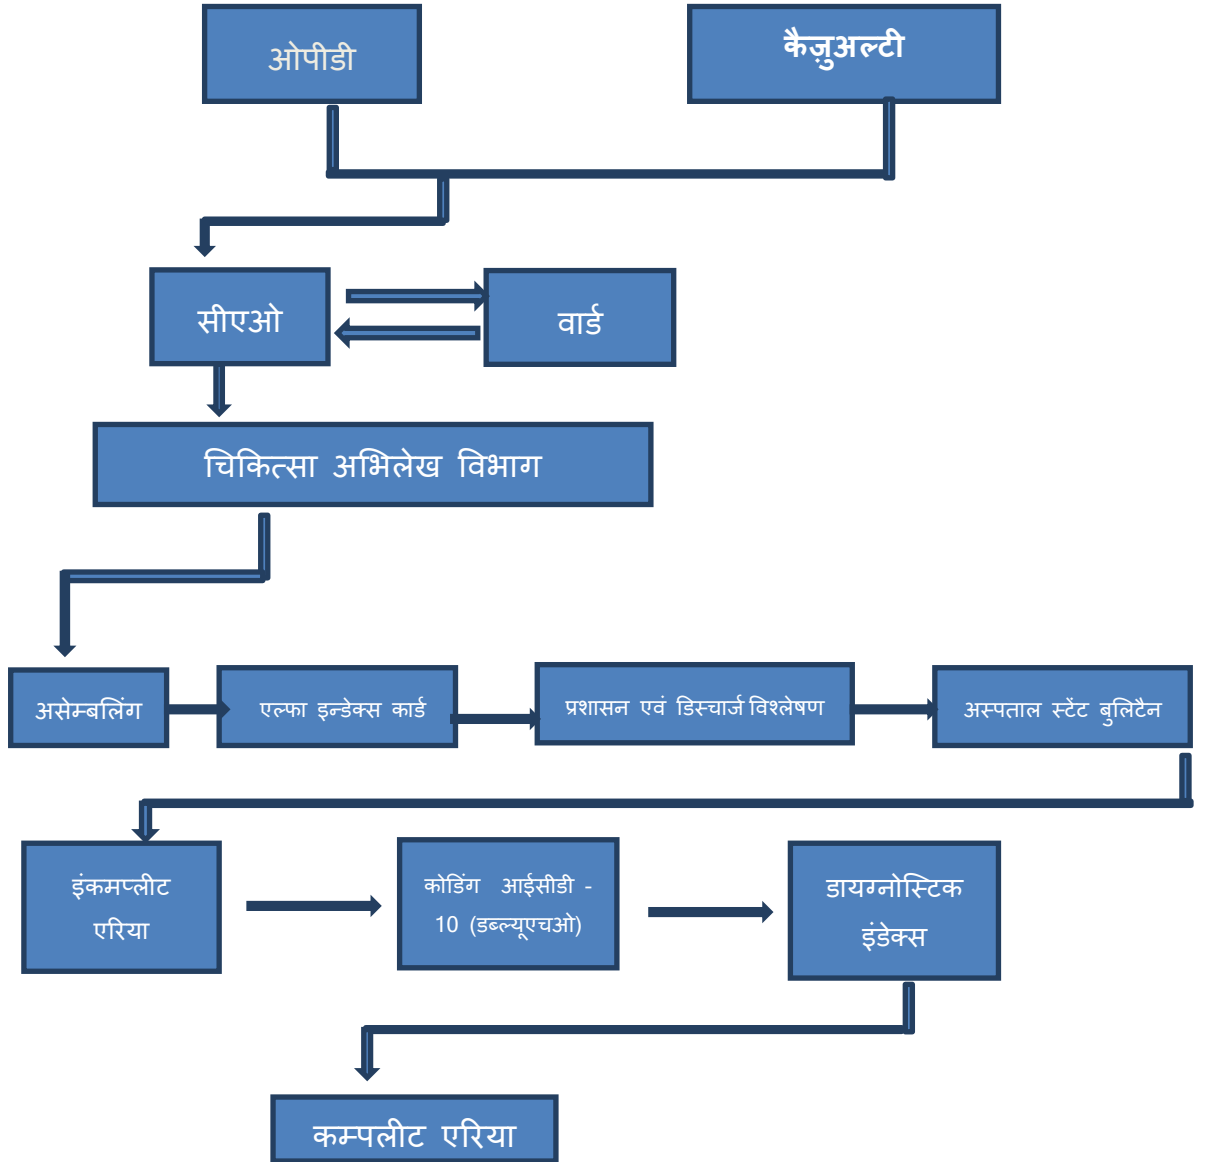 ओपीडी
कैज़ुअल्टी
सीएओ
वार्ड
चिकित्सा अभिलेख विभाग
असेम्बलिंग
एल्फा इन्डेक्स कार्ड
प्रशासन एवं डिस्चार्ज विश्लेषण
अस्पताल स्टेंट बुलिटैन
इंकमप्लीट
एरिया
कोडिंग आईसीडी -
10 (डब्ल्यूएचओ)
डायग्नोस्टिक
इंडेक्स
कम्पलीट एरिया